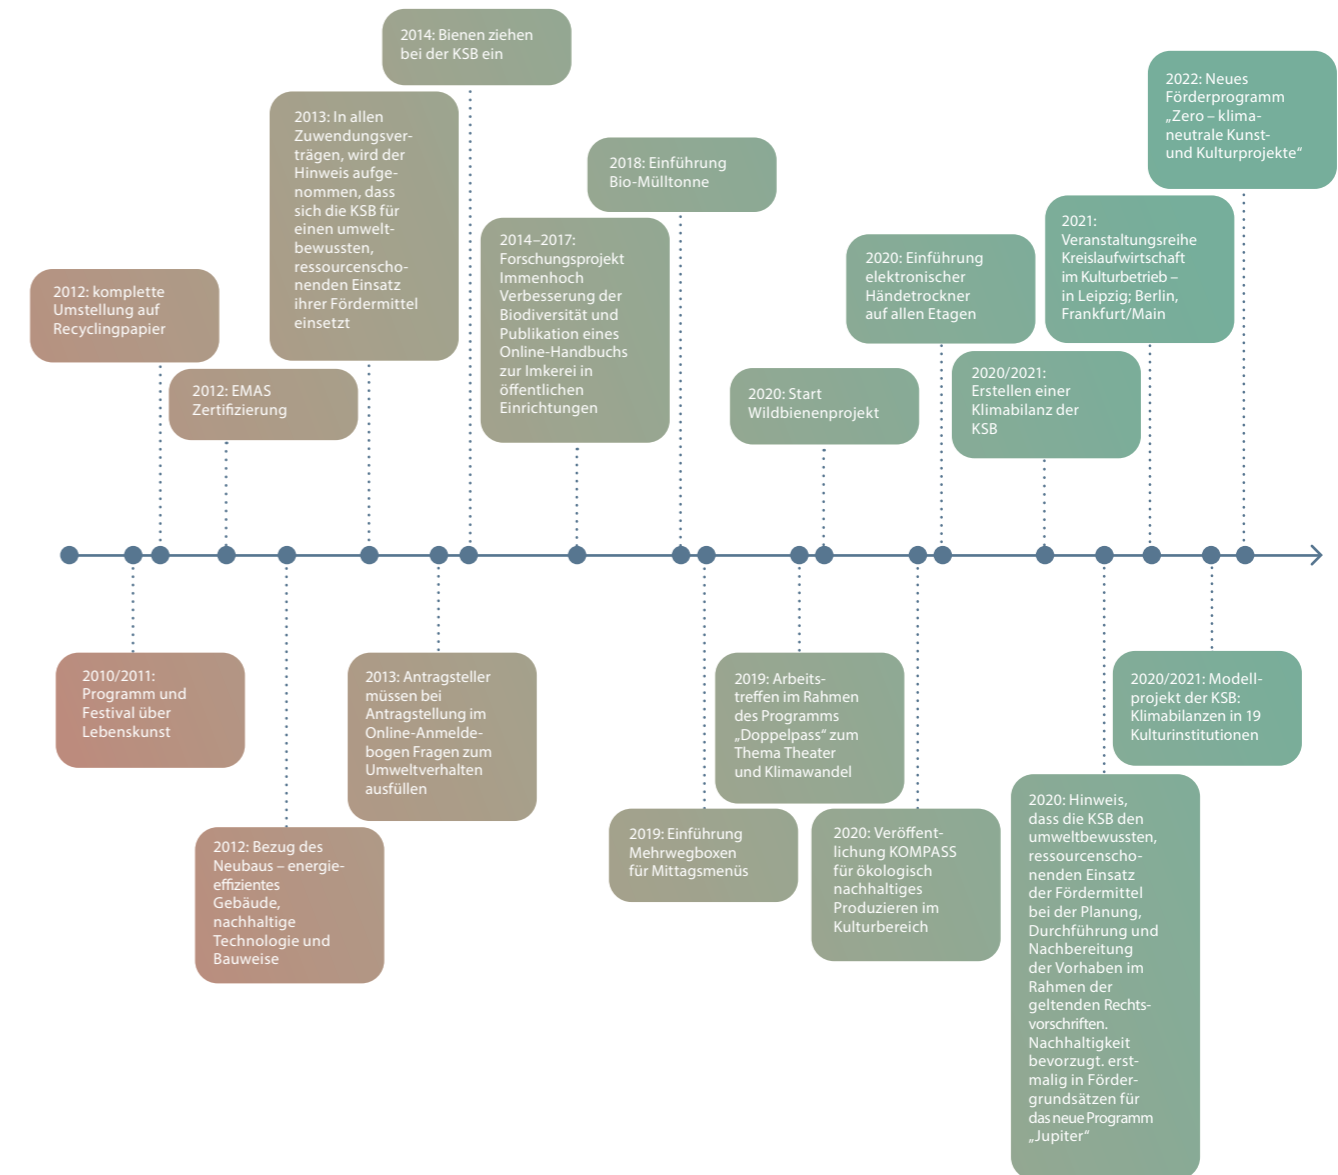 2014: Bienen ziehen
bei der KSB ein
2022: Neues
Förderprogramm
„Zero – klima-
neutrale Kunst-
und Kulturprojekte“
2013: In allen
Zuwendungsver-
trägen, wird der
Hinweis aufge-
nommen, dass
sich die KSB für
einen umwelt-
bewussten,
ressourcenscho-
nenden Einsatz
ihrer Fördermittel
einsetzt
2018: Einführung
Bio-Mülltonne
2021:
Veranstaltungsreihe
Kreislaufwirtschaft
im Kulturbetrieb –
in Leipzig; Berlin,
Frankfurt/Main
2014–2017:
Forschungsprojekt
Immenhoch
Verbesserung der
Biodiversität und
Publikation eines
Online-Handbuchs
zur Imkerei in
öffentlichen
Einrichtungen
2020: Einführung
elektronischer
Händetrockner
auf allen Etagen
2012: komplette
Umstellung auf
Recyclingpapier
2020/2021:
Erstellen einer
Klimabilanz der
KSB
2012: EMAS
Zertifizierung
2020: Start
Wildbienenprojekt
2010/2011:
Programm und
Festival über
Lebenskunst
2013: Antragsteller
müssen bei
Antragstellung im
Online-Anmelde-
bogen Fragen zum
Umweltverhalten
ausfüllen
2019: Arbeits-
treffen im Rahmen
des Programms
„Doppelpass“ zum
Thema Theater
und Klimawandel
2020/2021: Modell-
projekt der KSB:
Klimabilanzen in 19
Kulturinstitutionen
2012: Bezug des
Neubaus – energie-
effizientes
Gebäude,
nachhaltige
Technologie und
Bauweise
2019: Einführung
Mehrwegboxen
für Mittagsmenüs
2020: Veröffent-
lichung KOMPASS
für ökologisch
nachhaltiges
Produzieren im
Kulturbereich
2020: Hinweis,
dass die KSB den
umweltbewussten,
ressourcenscho-
nenden Einsatz
der Fördermittel
bei der Planung,
Durchführung und
Nachbereitung
der Vorhaben im
Rahmen der
geltenden Rechts-
vorschriften.
Nachhaltigkeit
bevorzugt. erst-
malig in Förder-
grundsätzen für
das neue Programm
„Jupiter“